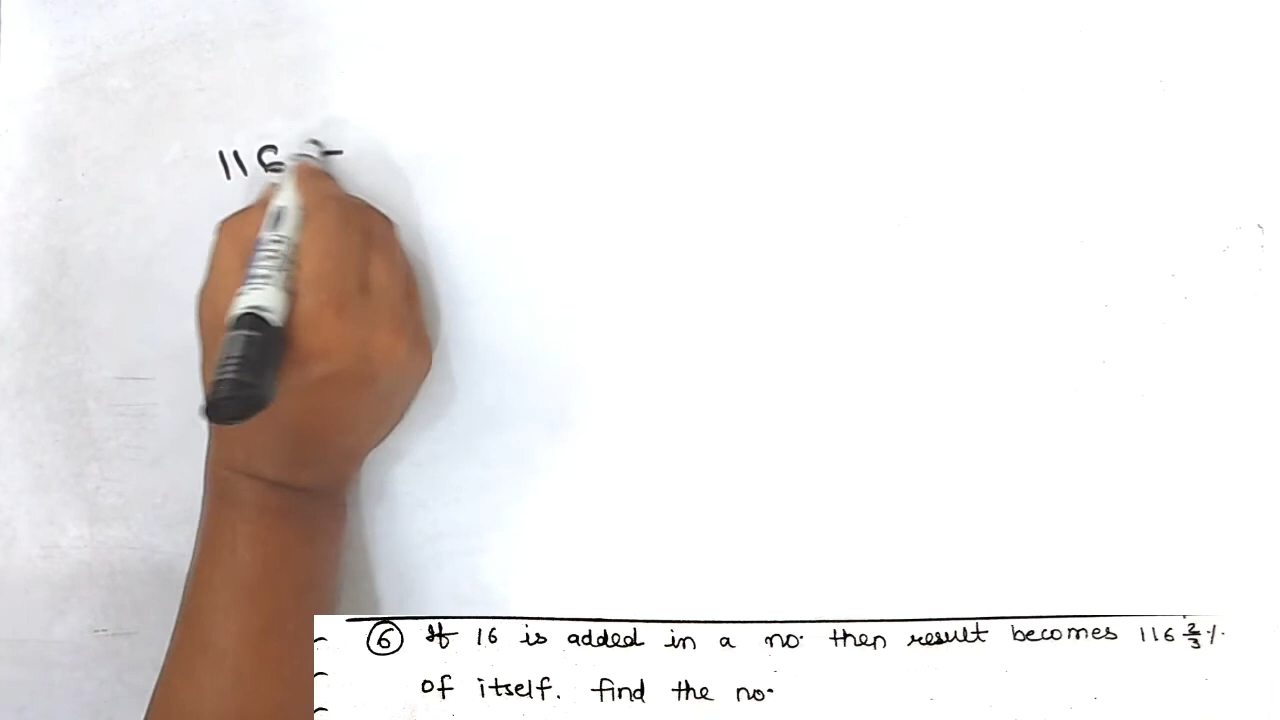 116 2
⑥ If 16 is added in a no. then result becomes 116 2/3 %.
of itself. find the no.